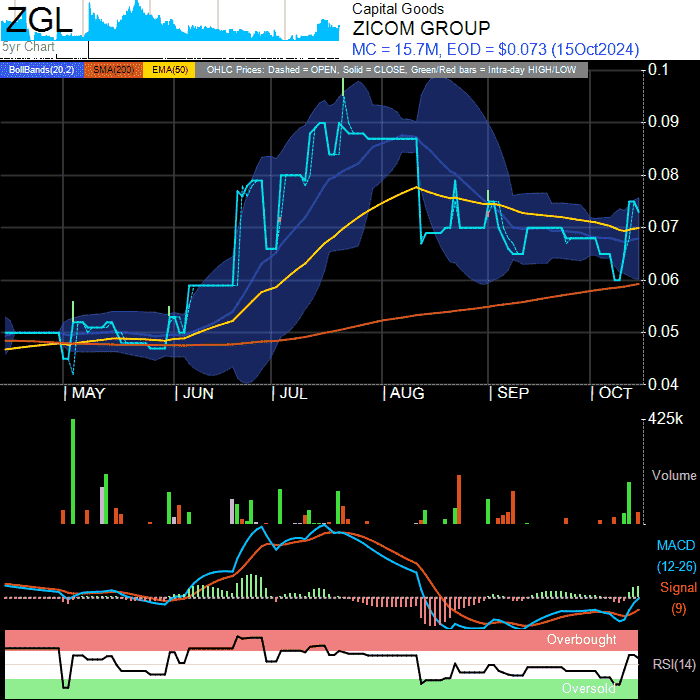 ZGL
5yr Chart
Capital Goods
ZICOM GROUP
MC = 15.7M, EOD = $0.073 (15Oct2024)
BollBands(20,2) SMA(200) EMA(50) OHLC Prices: Dashed = OPEN, Solid = CLOSE, Green/Red bars = Intra-day HIGH/LOW
0.1
0.09
0.08
0.07
0.06
0.05
0.04
MAY JUN JUL AUG SEP OCT
425k
Volume
MACD
(12-26)
Signal
(9)
Overbought
RSI(14)
Oversold